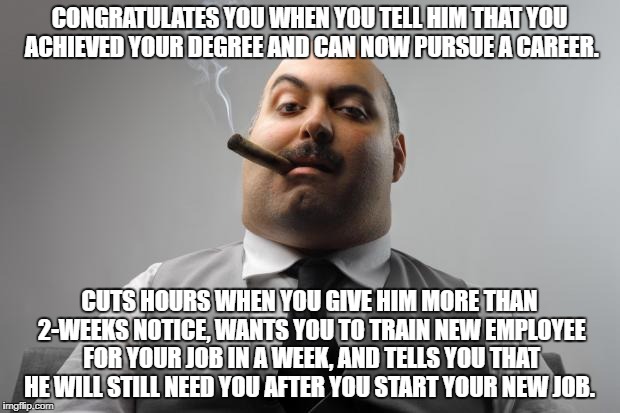 CONGRATULATES YOU WHEN YOU TELL HIM THAT YOU
ACHIEVED YOUR DEGREE AND CAN NOW PURSUE A CAREER.
CUTS HOURS WHEN YOU GIVE HIM MORE THAN
2-WEEKS NOTICE, WANTS YOU TO TRAIN NEW EMPLOYEE
FOR YOUR JOB IN A WEEK, AND TELLS YOU THAT
HE WILL STILL NEED YOU AFTER YOU START YOUR NEW JOB.
imgflip.com